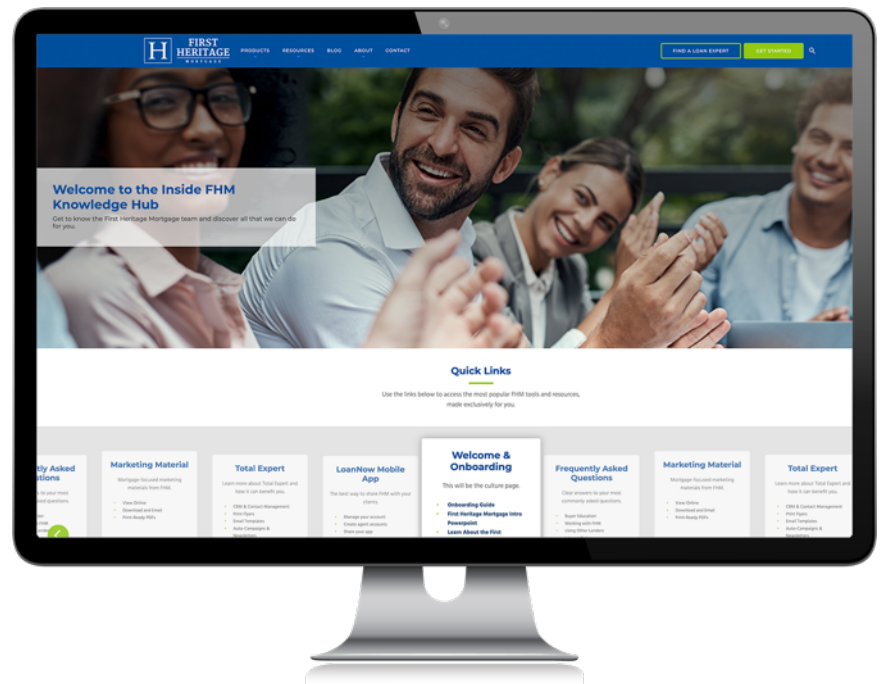 FIRST
HERITAGE
MORTGAGE
PRODUCTS RESOURCES BLOG ABOUT CONTACT
FIND A LOAN EXPERT GET STARTED
Welcome to the Inside FHM
Knowledge Hub
Get to know the First Heritage Mortgage team and discover all that we can do
for you.
Quick Links
Use the links below to access the most popular FHM tools and resources,
made exclusively for you.
tly Asked
tions
Marketing Material
Mortgage-focused marketing
materials from FHM.
View Online
Download and Email
Print-Ready PDFs
Total Expert
Learn more about Total Expert and
how it can benefit you.
CRM & Contact Management
Print Flyers
Email Templates
Auto-Campaigns &
Newsletters
LoanNow Mobile
App
The best way to share FHM with your
clients.
Manage your account
Create agent accounts
Share your app
Welcome &
Onboarding
This will be the culture page.
Onboarding Guide
First Heritage Mortgage Intro
Powerpoint
Learn About the First
Frequently Asked
Questions
Clear answers to your most
commonly asked questions.
Buyer Education
Working with FHM
Using Other Lenders
Marketing Material
Mortgage-focused marketing
materials from FHM.
View Online
Download and Email
Print-Ready PDFs
Total Expert
Learn more about Total Expert and
how it can benefit you.
CRM & Contact Management
Print Flyers
Email Templates
Auto-Campaigns &
Newsletters